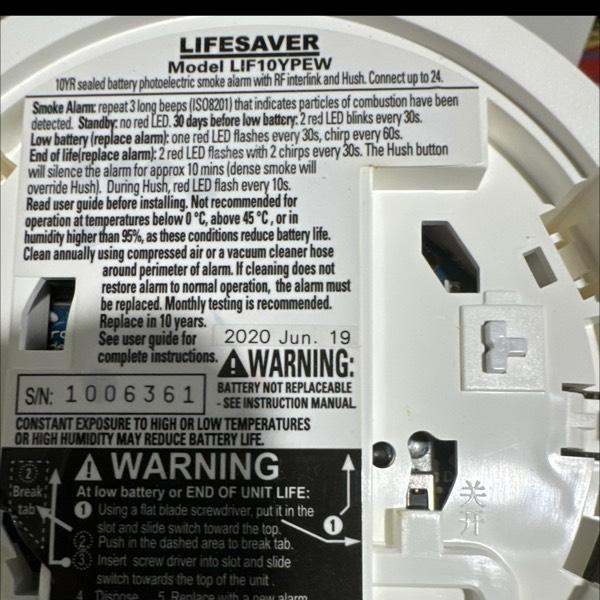 LIFESAVER
Model LIF10YPEW
10YR sealed battery photoelectric smoke alarm with RF interlink and Hush. Connect up to 24.
Smoke Alarm: repeat 3 long beeps (ISO8201) that indicates particles of combustion have been
detected. Standby: no red LED. 30 days before low battery: 2 red LED blinks every 30s.
Low battery (replace alarm): one red LED flashes every 30s, chirp every 60s.
End of life(replace alarm): 2 red LED flashes with 2 chirps every 30s. The Hush button
will silence the alarm for approx 10 mins (dense smoke will
override Hush). During Hush, red LED flash every 10s.
Read user guide before installing. Not recommended for
operation at temperatures below 0 °C, above 45 °C, or in
humidity higher than 95%, as these conditions reduce battery life.
Clean annually using compressed air or a vacuum cleaner hose
around perimeter of alarm. If cleaning does not
restore alarm to normal operation, the alarm must
be replaced. Monthly testing is recommended.
Replace in 10 years.
See user guide for
complete instructions.
2020 Jun. 19
WARNING:
BATTERY NOT REPLACEABLE
- SEE INSTRUCTION MANUAL
S/N: 1006361
CONSTANT EXPOSURE TO HIGH OR LOW TEMPERATURES
OR HIGH HUMIDITY MAY REDUCE BATTERY LIFE.
WARNING
At low battery or END OF UNIT LIFE:
1 Using a flat blade screwdriver, put it in the
slot and slide switch toward the top.
2 Push in the dashed area to break tab.
3 Insert screw driver into slot and slide
switch towards the top of the unit.
4. Dispose 5. Replace with a new alarm
2
Break
tab
1
关
开